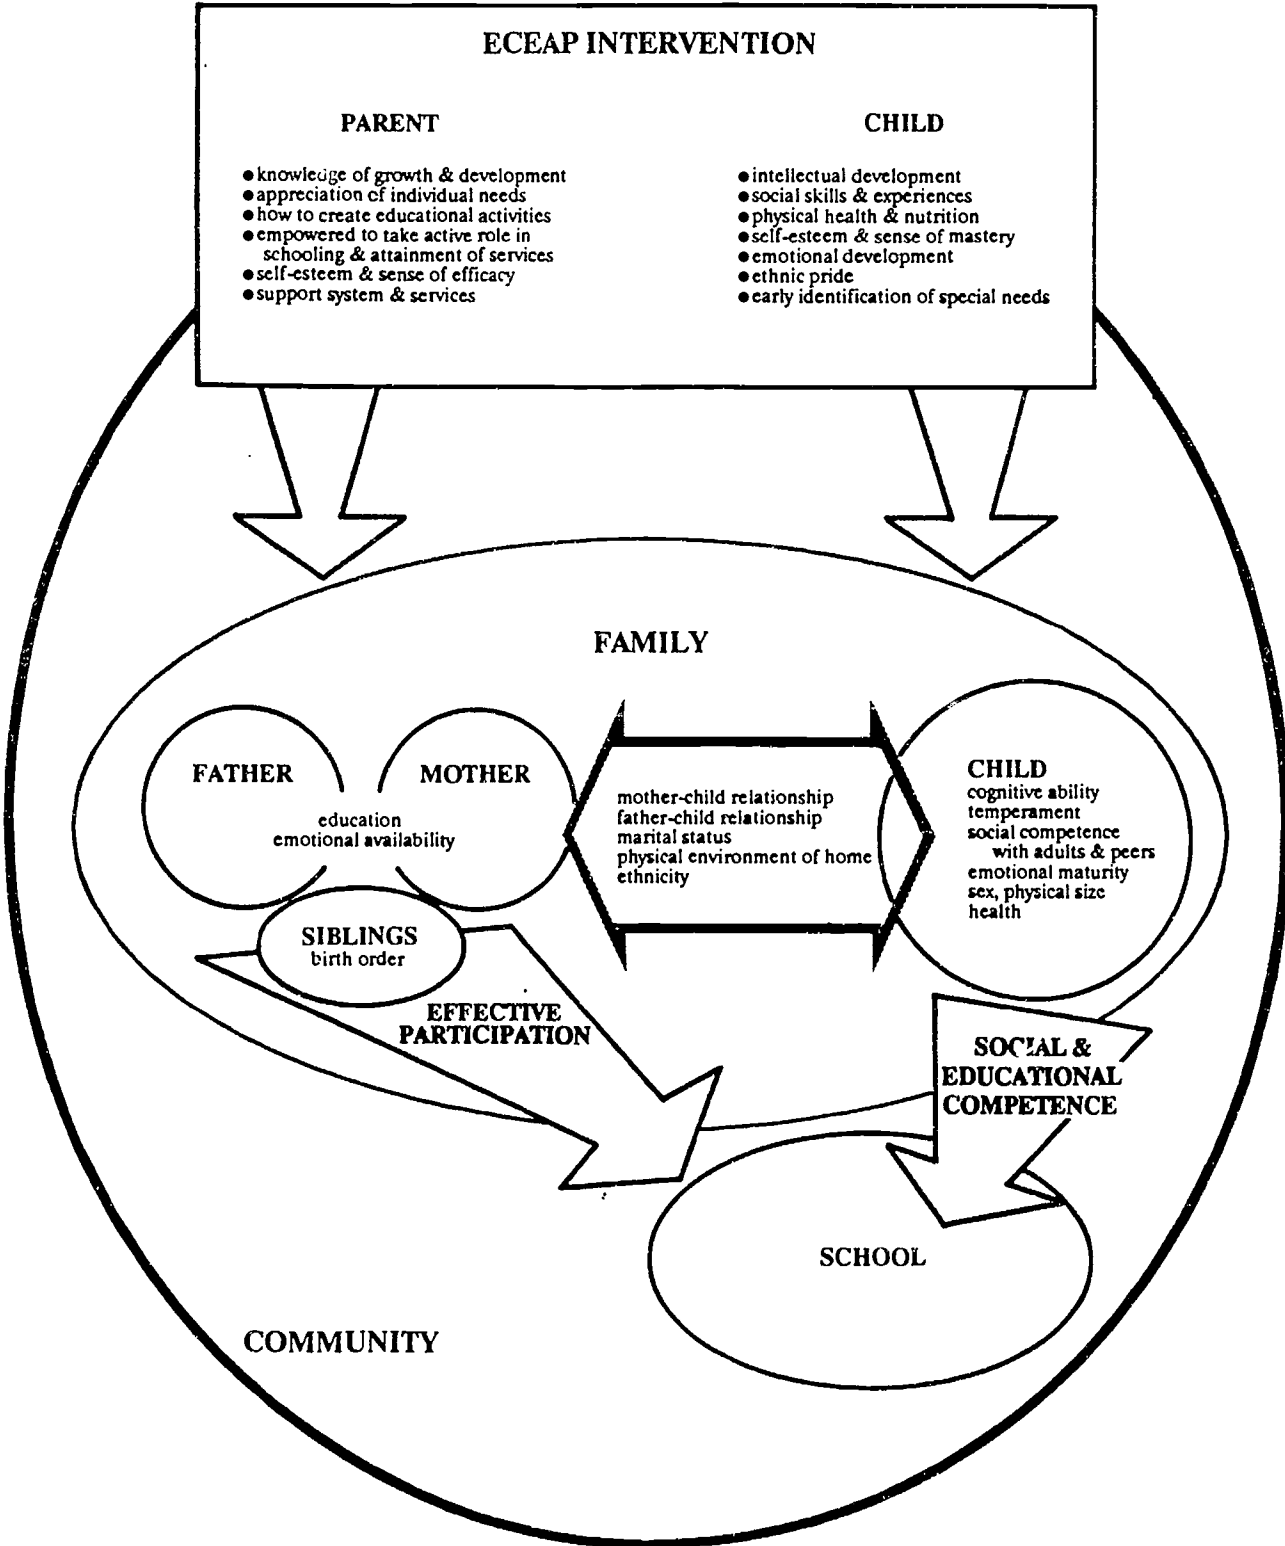 ECEAP INTERVENTION
PARENT
● knowledge of growth & development
● appreciation of individual needs
● how to create educational activities
● empowered to take active role in
schooling & attainment of services
● self-esteem & sense of efficacy
● support system & services
CHILD
● intellectual development
● social skills & experiences
● physical health & nutrition
● self-esteem & sense of mastery
● emotional development
● ethnic pride
● early identification of special needs
FAMILY
FATHER
MOTHER
education
emotional availability
SIBLINGS
birth order
mother-child relationship
father-child relationship
marital status
physical environment of home
ethnicity
CHILD
cognitive ability
temperament
social competence
with adults & peers
emotional maturity
sex, physical size
health
EFFECTIVE
PARTICIPATION
SOCIAL &
EDUCATIONAL
COMPETENCE
SCHOOL
COMMUNITY